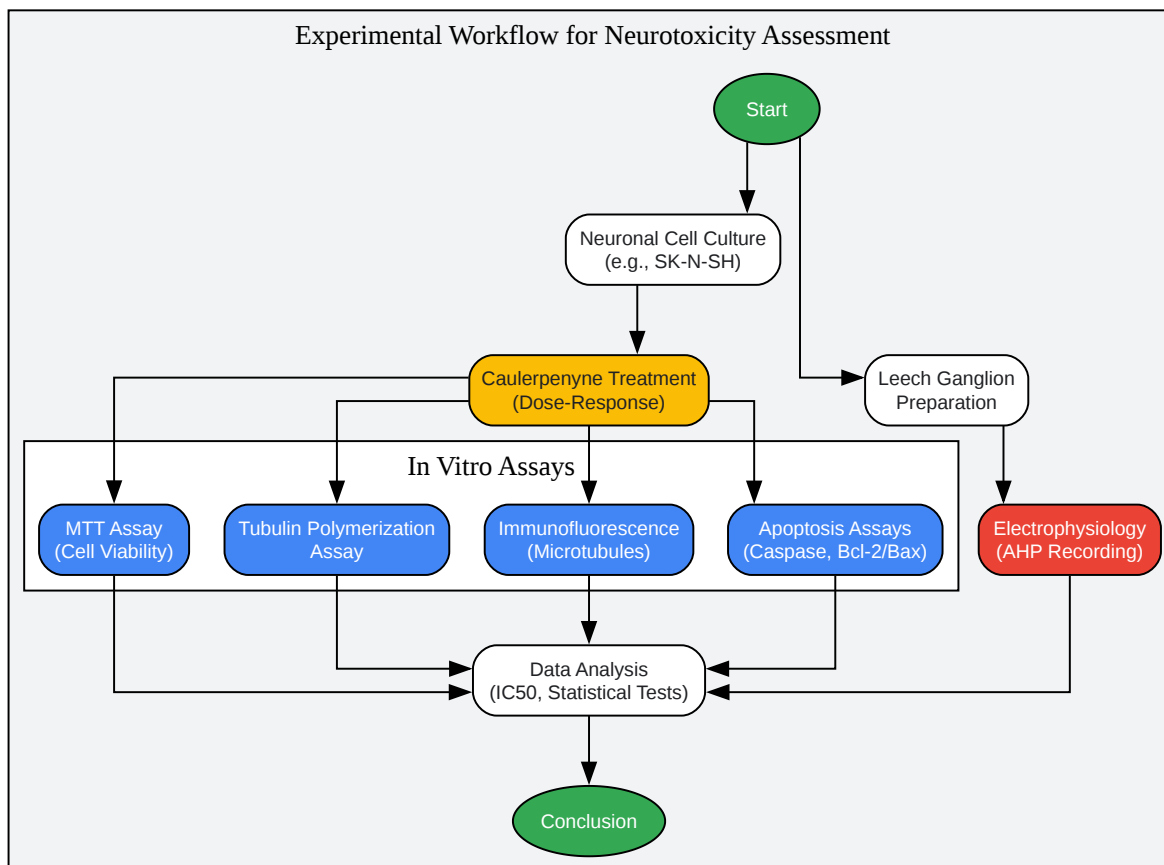 Experimental Workflow for Neurotoxicity Assessment
Start
Neuronal Cell Culture
(e.g., SK-N-SH)
Caulerpenyne Treatment
(Dose-Response)
Leech Ganglion
Preparation
In Vitro Assays
MTT Assay
(Cell Viability)
Tubulin Polymerization
Assay
Immunofluorescence
(Microtubules)
Apoptosis Assays
(Caspase, Bcl-2/Bax)
Electrophysiology
(AHP Recording)
Data Analysis
(IC50, Statistical Tests)
Conclusion